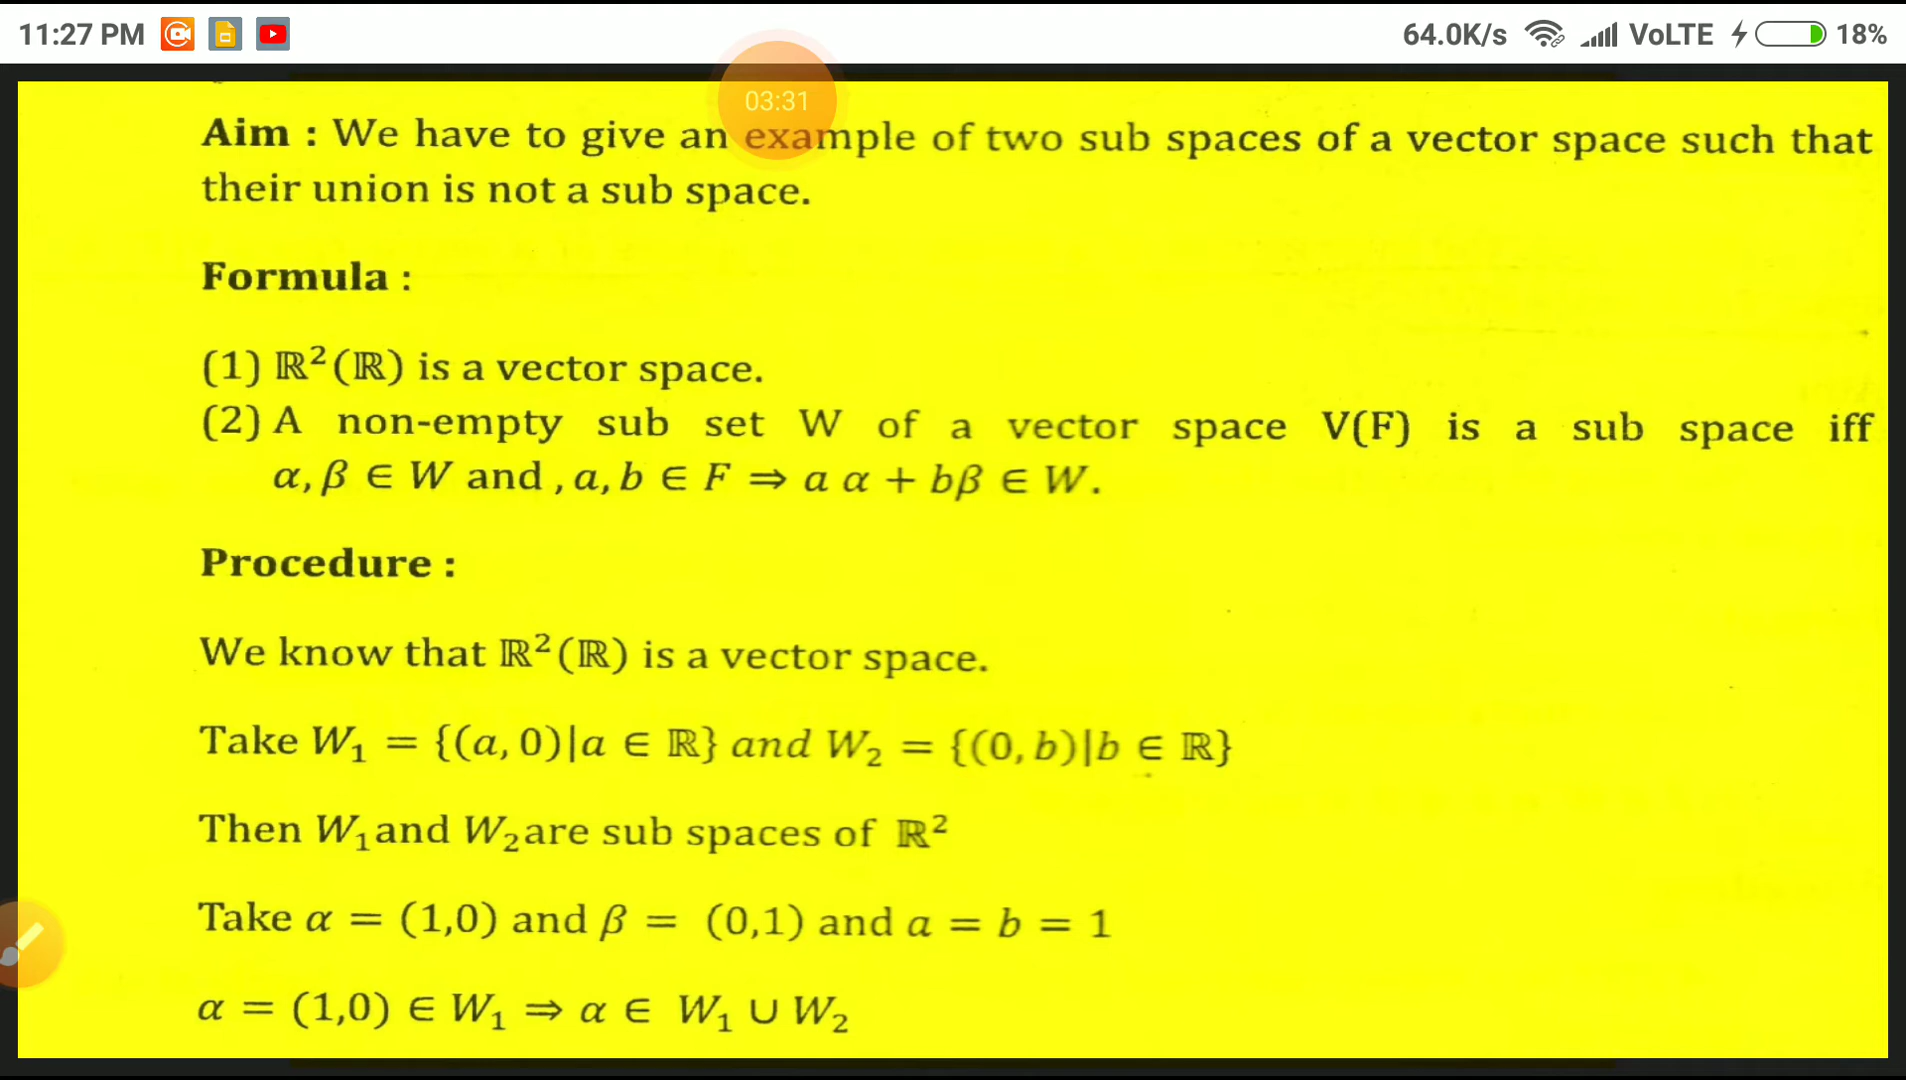 11:27 PM 64.0K/s VoLTE 18%
03:31
Aim : We have to give an example of two sub spaces of a vector space such that
their union is not a sub space.
Formula :
(1) ℝ²(ℝ) is a vector space.
(2) A non-empty sub set W of a vector space V(F) is a sub space iff
α, β ∈ W and , a, b ∈ F ⇒ a α + bβ ∈ W.
Procedure :
We know that ℝ²(ℝ) is a vector space.
Take W₁ = {(a, 0)|a ∈ ℝ} and W₂ = {(0, b)|b ∈ ℝ}
Then W₁and W₂are sub spaces of ℝ²
Take α = (1,0) and β = (0,1) and a = b = 1
α = (1,0) ∈ W₁ ⇒ α ∈ W₁ ∪ W₂